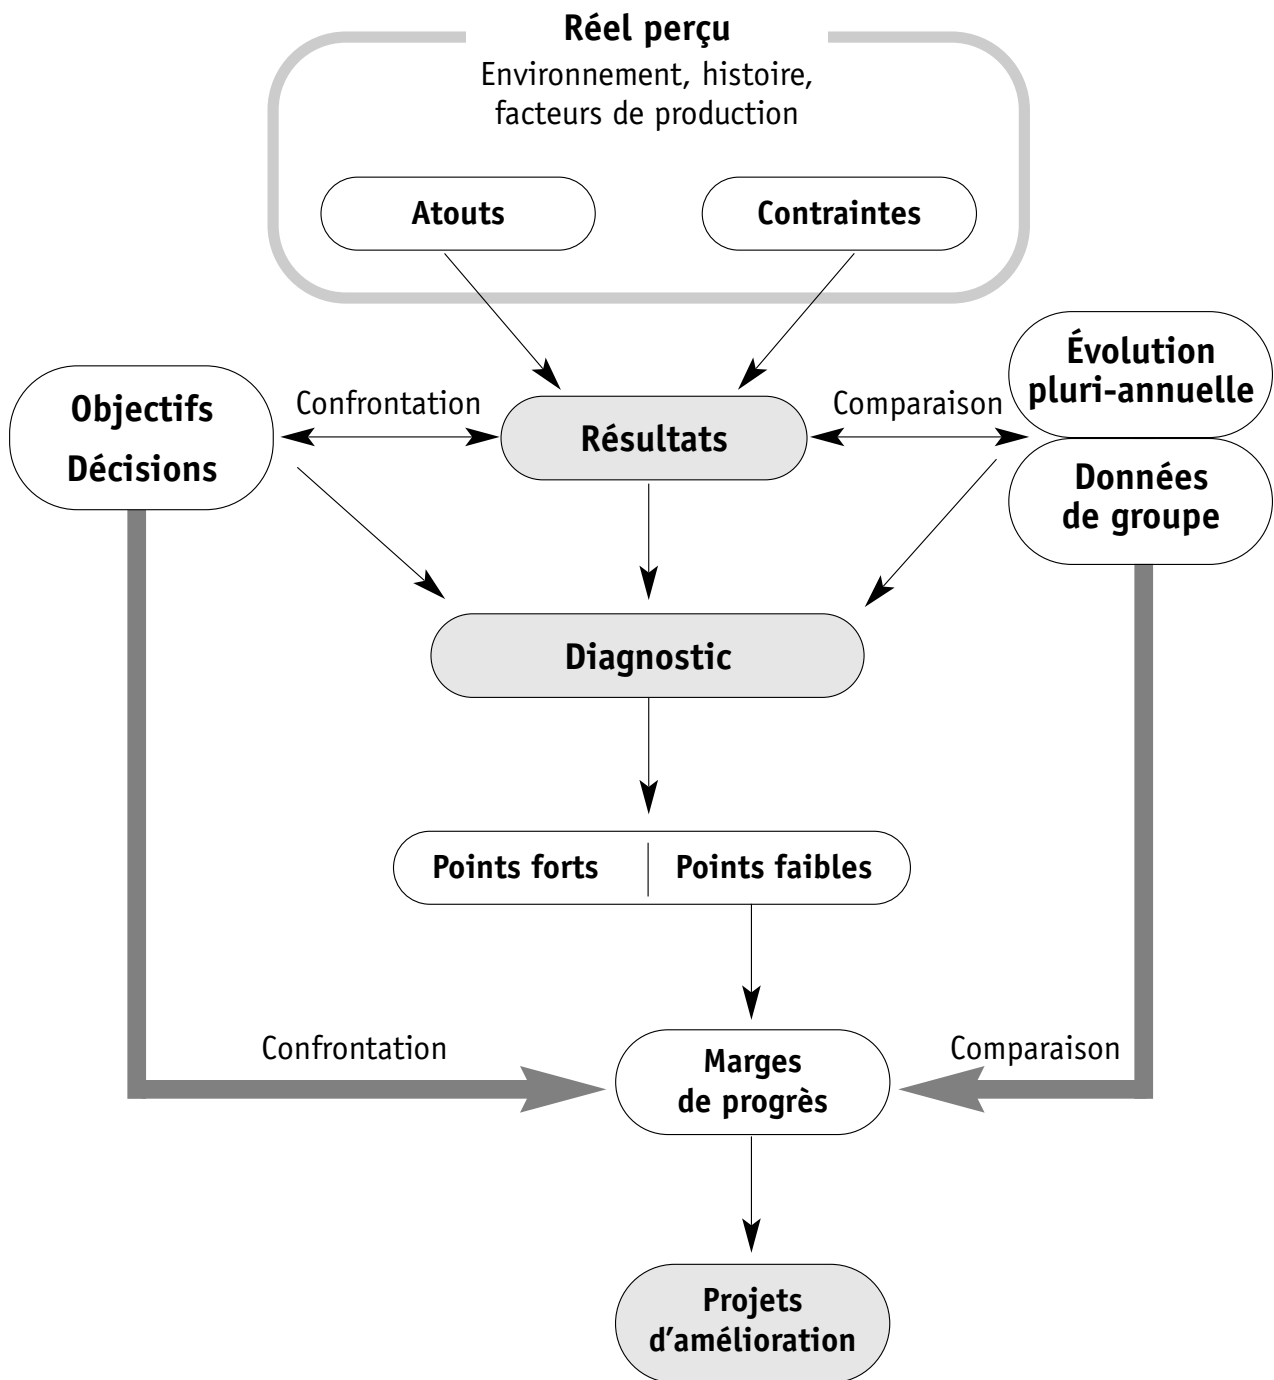 Réel perçu
Environnement, histoire,
facteurs de production
Atouts
Contraintes
Évolution
pluri-annuelle
Objectifs
Décisions
Confrontation
Résultats
Comparaison
Données
de groupe
Diagnostic
Points forts
Points faibles
Confrontation
Marges
de progrès
Comparaison
Projets
d’amélioration